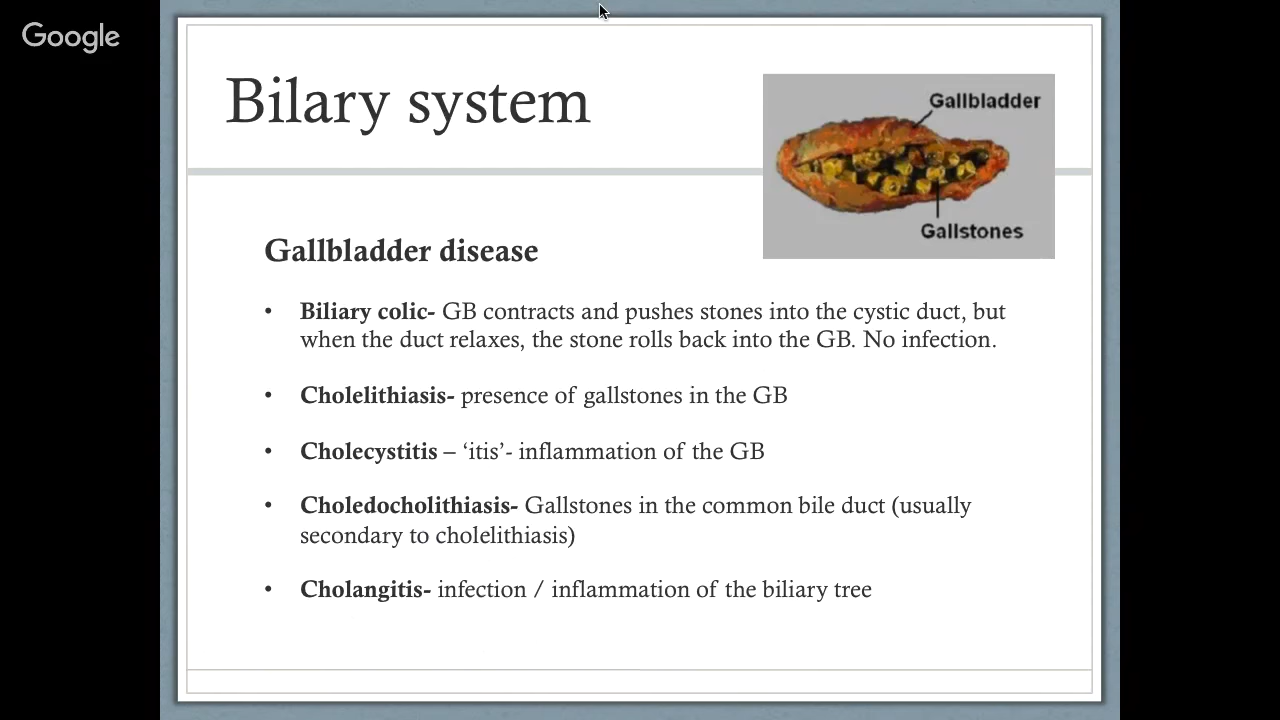 Google
Bilary system
Gallbladder
Gallstones
Gallbladder disease
• Biliary colic- GB contracts and pushes stones into the cystic duct, but
when the duct relaxes, the stone rolls back into the GB. No infection.
• Cholelithiasis- presence of gallstones in the GB
• Cholecystitis – ‘itis’- inflammation of the GB
• Choledocholithiasis- Gallstones in the common bile duct (usually
secondary to cholelithiasis)
• Cholangitis- infection / inflammation of the biliary tree